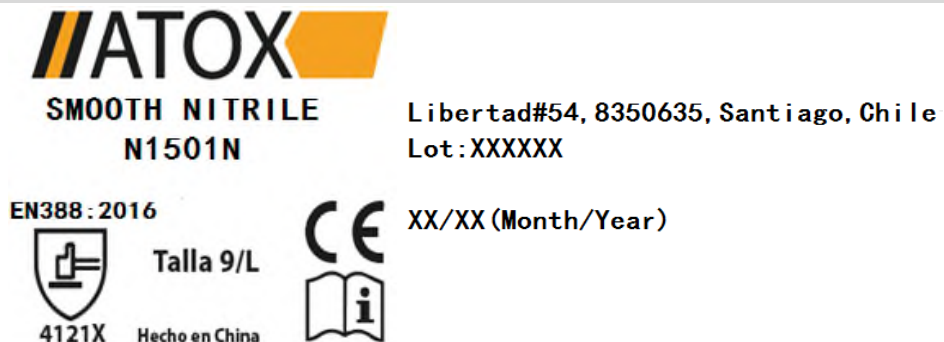 ATOX
SMOOTH NITRILE
N1501N
Libertad#54,8350635,Santiago,Chile
Lot:XXXXXX
XX/XX(Month/Year)
EN388:2016
CE
Talla 9/L
i
4121X
Hecho en China